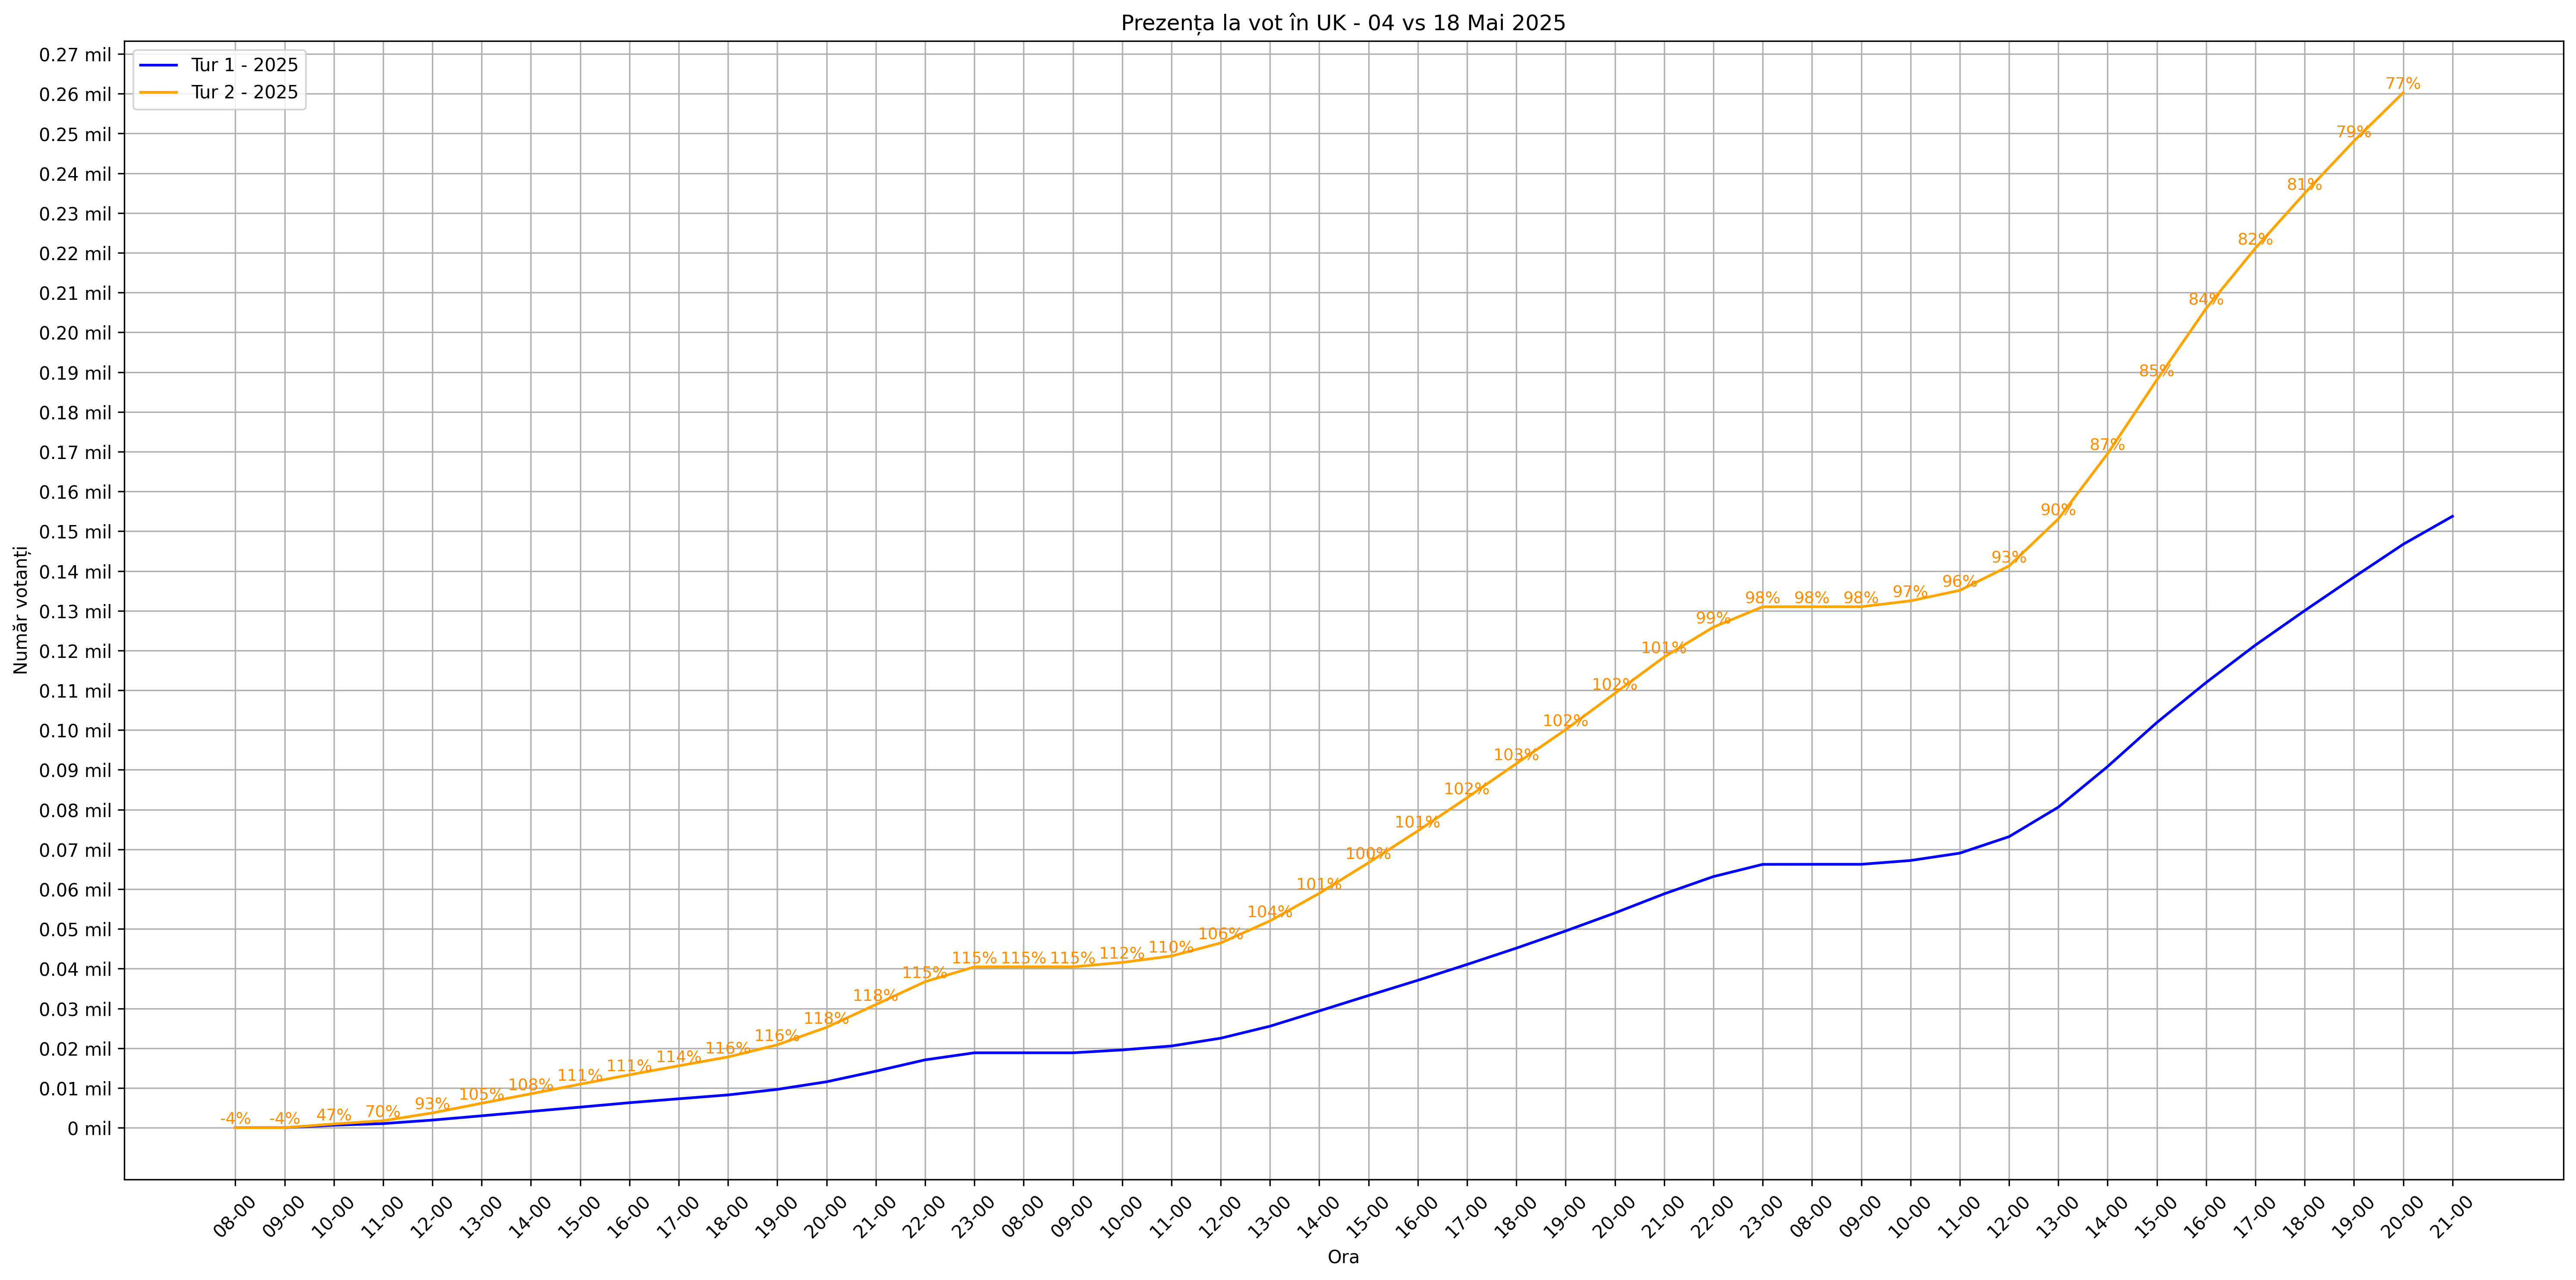 Prezența la vot în UK - 04 vs 18 Mai 2025
Tur 1 - 2025
Tur 2 - 2025
Număr votanți
0.27 mil
0.26 mil
0.25 mil
0.24 mil
0.23 mil
0.22 mil
0.21 mil
0.20 mil
0.19 mil
0.18 mil
0.17 mil
0.16 mil
0.15 mil
0.14 mil
0.13 mil
0.12 mil
0.11 mil
0.10 mil
0.09 mil
0.08 mil
0.07 mil
0.06 mil
0.05 mil
0.04 mil
0.03 mil
0.02 mil
0.01 mil
0 mil
-4% -4% 47% 70% 93% 105% 108% 111% 111% 114% 116% 116% 118% 118% 115% 115% 115% 115% 112% 110% 106% 104% 101% 100% 101% 102% 103% 102% 102% 101% 99% 98% 98% 98% 97% 96% 93% 90% 87% 85% 84% 82% 81% 79% 77%
08-00 09-00 10-00 11-00 12-00 13-00 14-00 15-00 16-00 17-00 18-00 19-00 20-00 21-00 22-00 23-00 08-00 09-00 10-00 11-00 12-00 13-00 14-00 15-00 16-00 17-00 18-00 19-00 20-00 21-00 22-00 23-00 08-00 09-00 10-00 11-00 12-00 13-00 14-00 15-00 16-00 17-00 18-00 19-00 20-00 21-00
Ora